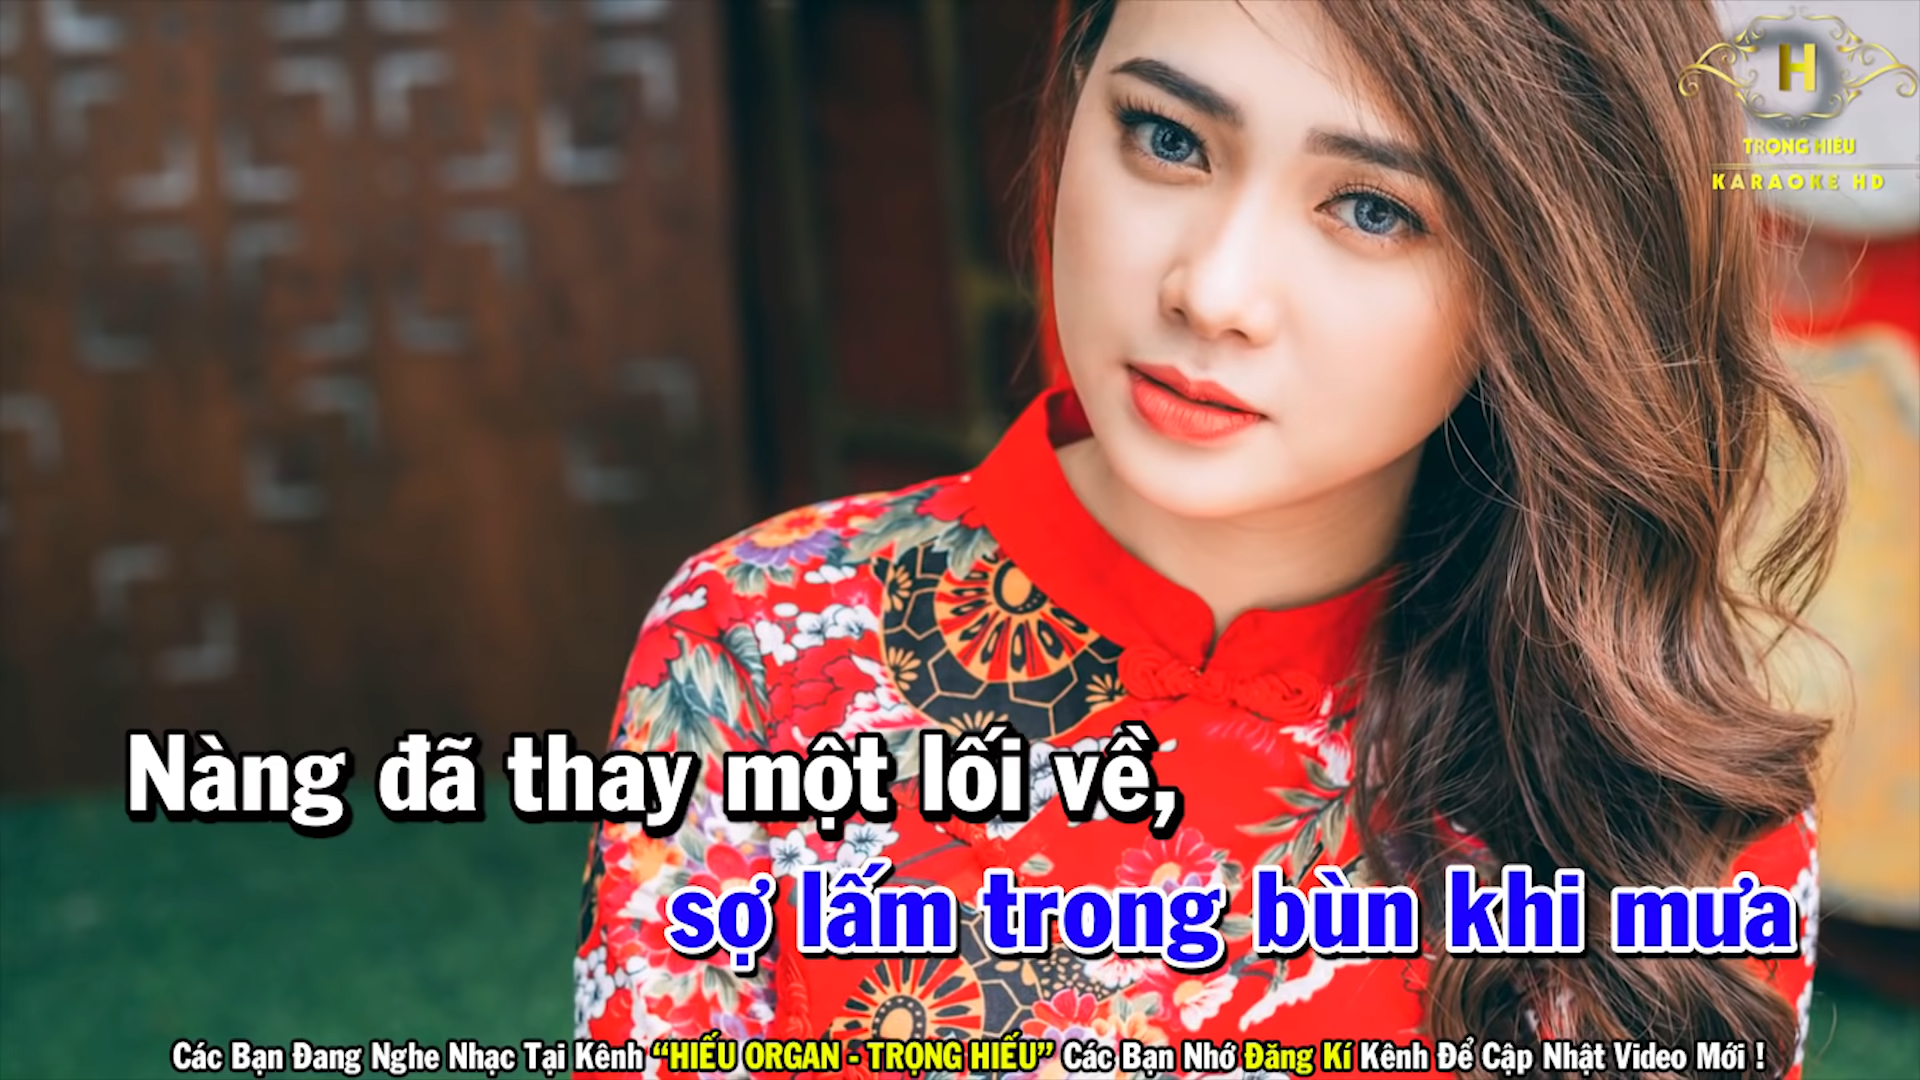 H
TRỌNG HIẾU
KARAOKE HD
Nàng đã thay một lối về,
sợ lấm trong bùn khi mưa
Các Bạn Đang Nghe Nhạc Tại Kênh “HIẾU ORGAN - TRỌNG HIẾU” Các Bạn Nhớ Đăng Kí Kênh Để Cập Nhật Video Mới !